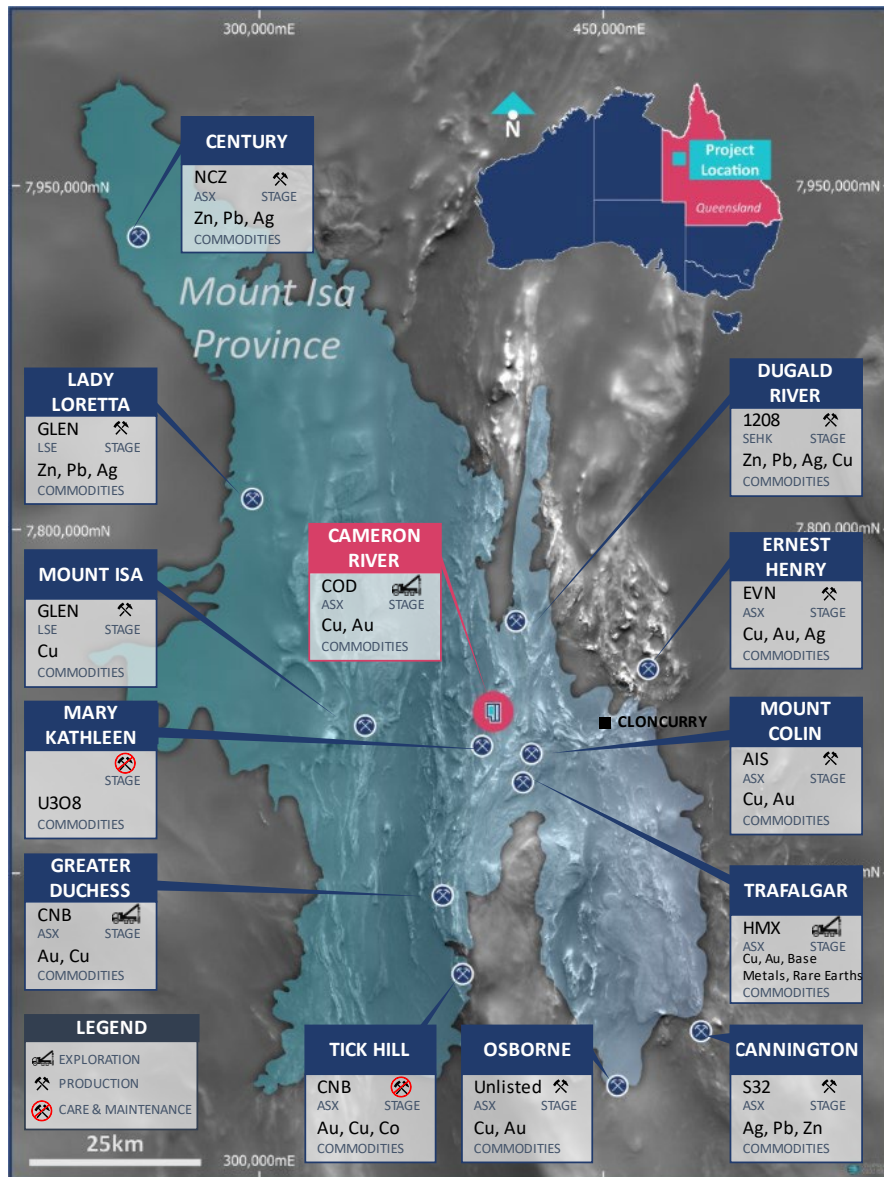 300,000mE
450,000mE
N
Project
Location
Queensland
7,950,000mN
7,950,000mN
CENTURY
NCZ
ASX STAGE
Zn, Pb, Ag
COMMODITIES
Mount Isa
Province
LADY
LORETTA
GLEN
LSE STAGE
Zn, Pb, Ag
COMMODITIES
DUGALD
RIVER
1208
SEHK STAGE
Zn, Pb, Ag, Cu
COMMODITIES
7,800,000mN
7,800,000mN
CAMERON
RIVER
COD
ASX STAGE
Cu, Au
COMMODITIES
MOUNT ISA
GLEN
LSE STAGE
Cu
COMMODITIES
ERNEST
HENRY
EVN
ASX STAGE
Cu, Au, Ag
COMMODITIES
CLONCURRY
MARY
KATHLEEN
STAGE
U3O8
COMMODITIES
MOUNT
COLIN
AIS
ASX STAGE
Cu, Au
COMMODITIES
GREATER
DUCHESS
CNB
ASX STAGE
Au, Cu
COMMODITIES
TRAFALGAR
HMX
ASX STAGE
Cu, Au, Base
Metals, Rare Earths
COMMODITIES
LEGEND
EXPLORATION
PRODUCTION
CARE & MAINTENANCE
25km
TICK HILL
CNB
ASX STAGE
Au, Cu, Co
COMMODITIES
OSBORNE
Unlisted
ASX STAGE
Cu, Au
COMMODITIES
CANNINGTON
S32
ASX STAGE
Ag, Pb, Zn
COMMODITIES
300,000mE